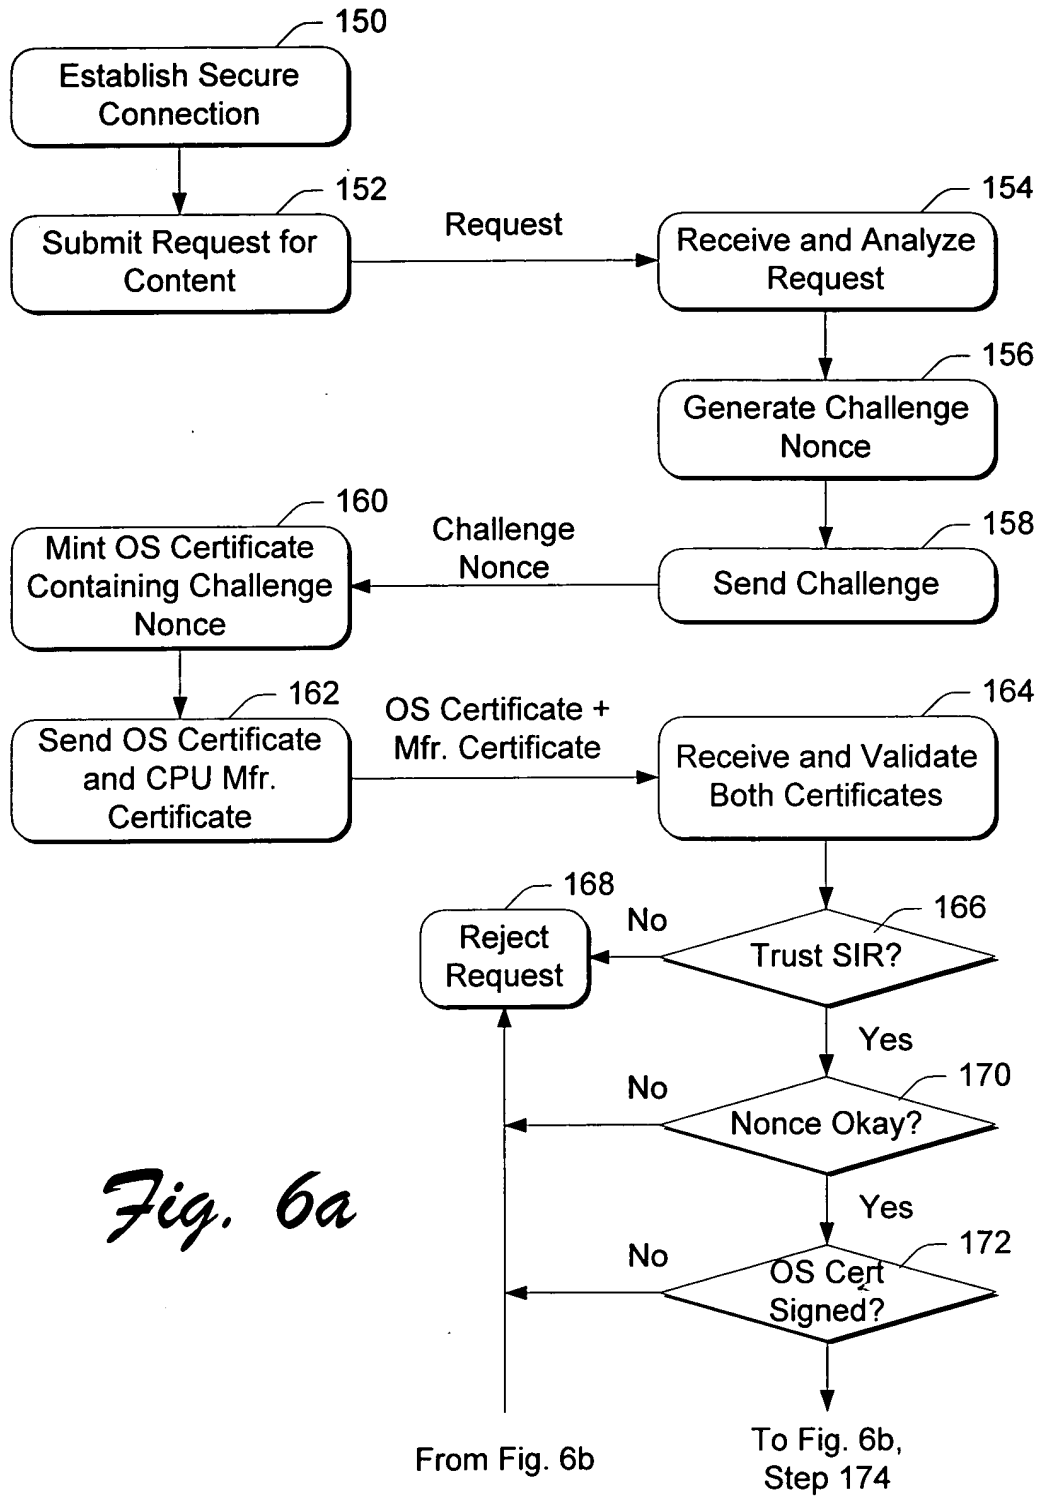 150
Establish Secure
Connection
152
Submit Request for
Content
Request
154
Receive and Analyze
Request
156
Generate Challenge
Nonce
158
Send Challenge
Challenge
Nonce
160
Mint OS Certificate
Containing Challenge
Nonce
162
Send OS Certificate
and CPU Mfr.
Certificate
OS Certificate +
Mfr. Certificate
164
Receive and Validate
Both Certificates
166
Trust SIR?
No
168
Reject
Request
Yes
170
Nonce Okay?
No
Yes
172
OS Cert
Signed?
No
Fig. 6a
From Fig. 6b
To Fig. 6b,
Step 174